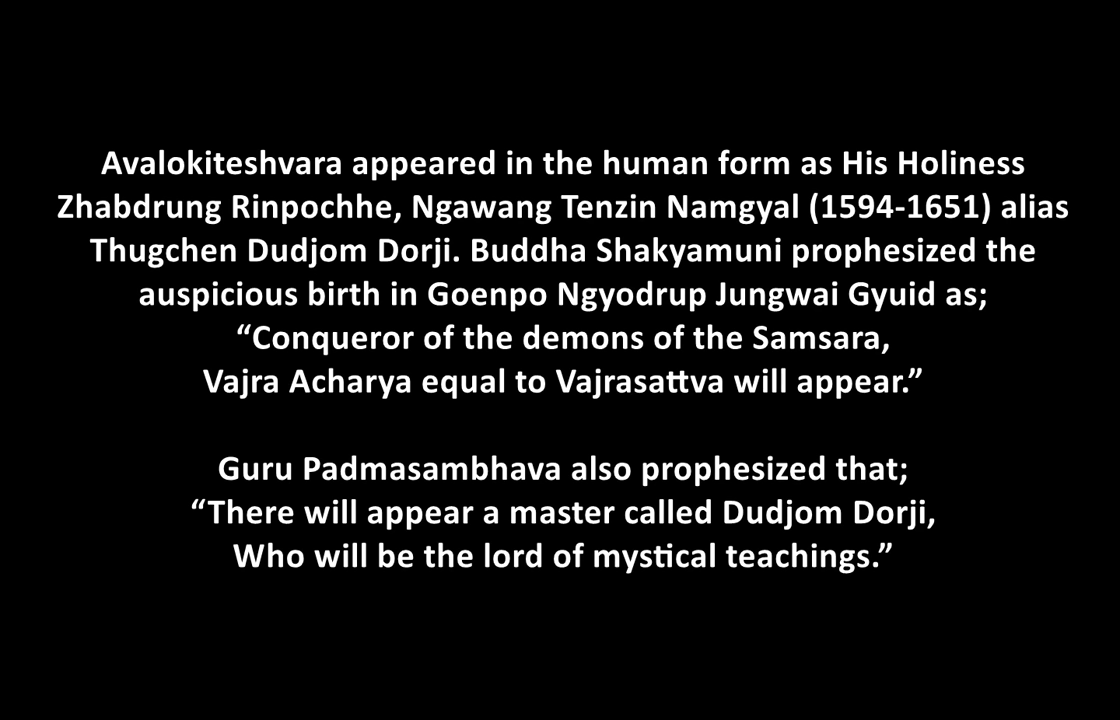 Avalokiteshvara appeared in the human form as His Holiness
Zhabdrung Rinpochhe, Ngawang Tenzin Namgyal (1594-1651) alias
Thugchen Dudjom Dorji. Buddha Shakyamuni prophesized the
auspicious birth in Goenpo Ngyodrup Jungwai Gyuid as;
“Conqueror of the demons of the Samsara,
Vajra Acharya equal to Vajrasattva will appear.”
Guru Padmasambhava also prophesized that;
“There will appear a master called Dudjom Dorji,
Who will be the lord of mystical teachings.”